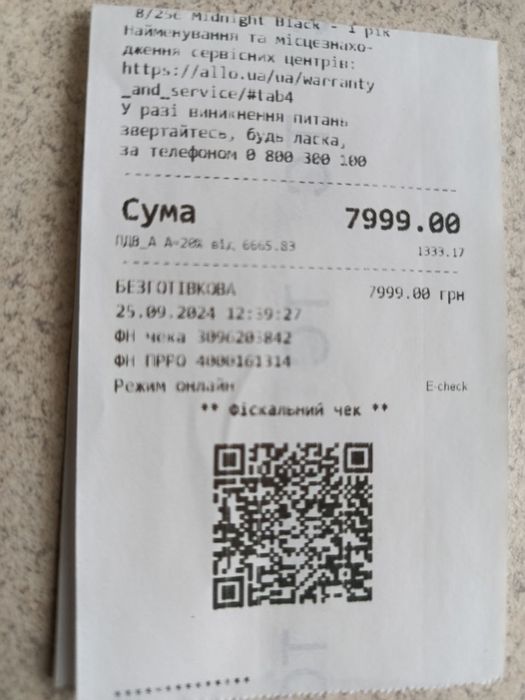 8/256 Midnight Black - 1 рік
Найменування та місцезнахо-
дження сервісних центрів:
https://allo.ua/ua/warranty
_and_service/#tab4
У разі виникнення питань
звертайтесь, будь ласка,
за телефоном 0 800 300 100
Сума 7999.00
ПДВ_А А=20% від 6665.83 1333.17
БЕЗГОТІВКОВА 7999.00 грн
25.09.2024 12:39:27
ФН чека 3096203842
ФН ПРРО 4000161314
Режим онлайн E-check
** Фіскальний чек **